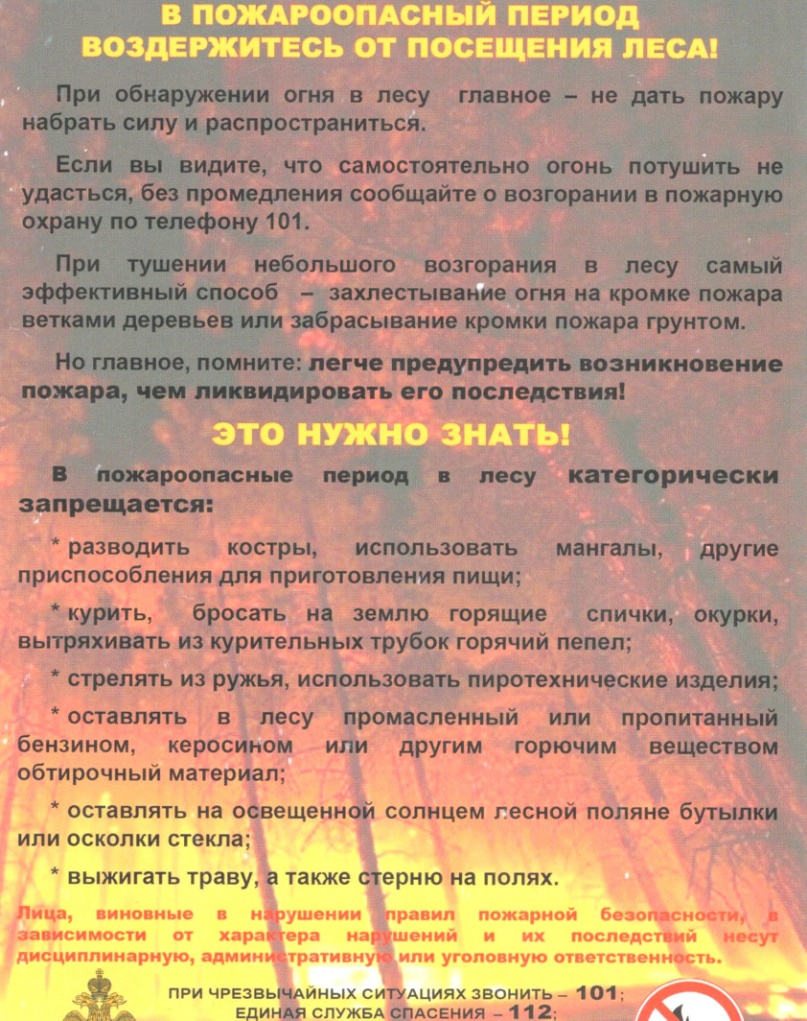 В ПОЖАРООПАСНЫЙ ПЕРИОД
ВОЗДЕРЖИТЕСЬ ОТ ПОСЕЩЕНИЯ ЛЕСА!
При обнаружении огня в лесу главное – не дать пожару
набрать силу и распространиться.
Если вы видите, что самостоятельно огонь потушить не
удасться, без промедления сообщайте о возгорании в пожарную
охрану по телефону 101.
При тушении небольшого возгорания в лесу самый
эффективный способ – захлестывание огня на кромке пожара
ветками деревьев или забрасывание кромки пожара грунтом.
Но главное, помните: легче предупредить возникновение
пожара, чем ликвидировать его последствия!
ЭТО НУЖНО ЗНАТЬ!
В пожароопасные период в лесу категорически
запрещается:
* разводить костры, использовать мангалы, другие
приспособления для приготовления пищи;
* курить, бросать на землю горящие спички, окурки,
вытряхивать из курительных трубок горячий пепел;
* стрелять из ружья, использовать пиротехнические изделия;
* оставлять в лесу промасленный или пропитанный
бензином, керосином или другим горючим веществом
обтирочный материал;
* оставлять на освещенной солнцем лесной поляне бутылки
или осколки стекла;
* выжигать траву, а также стерню на полях.
Лица, виновные в нарушении правил пожарной безопасности, в
зависимости от характера нарушений и их последствий несут
дисциплинарную, административную или уголовную ответственность.
ПРИ ЧРЕЗВЫЧАЙНЫХ СИТУАЦИЯХ ЗВОНИТЬ – 101;
ЕДИНАЯ СЛУЖБА СПАСЕНИЯ – 112;